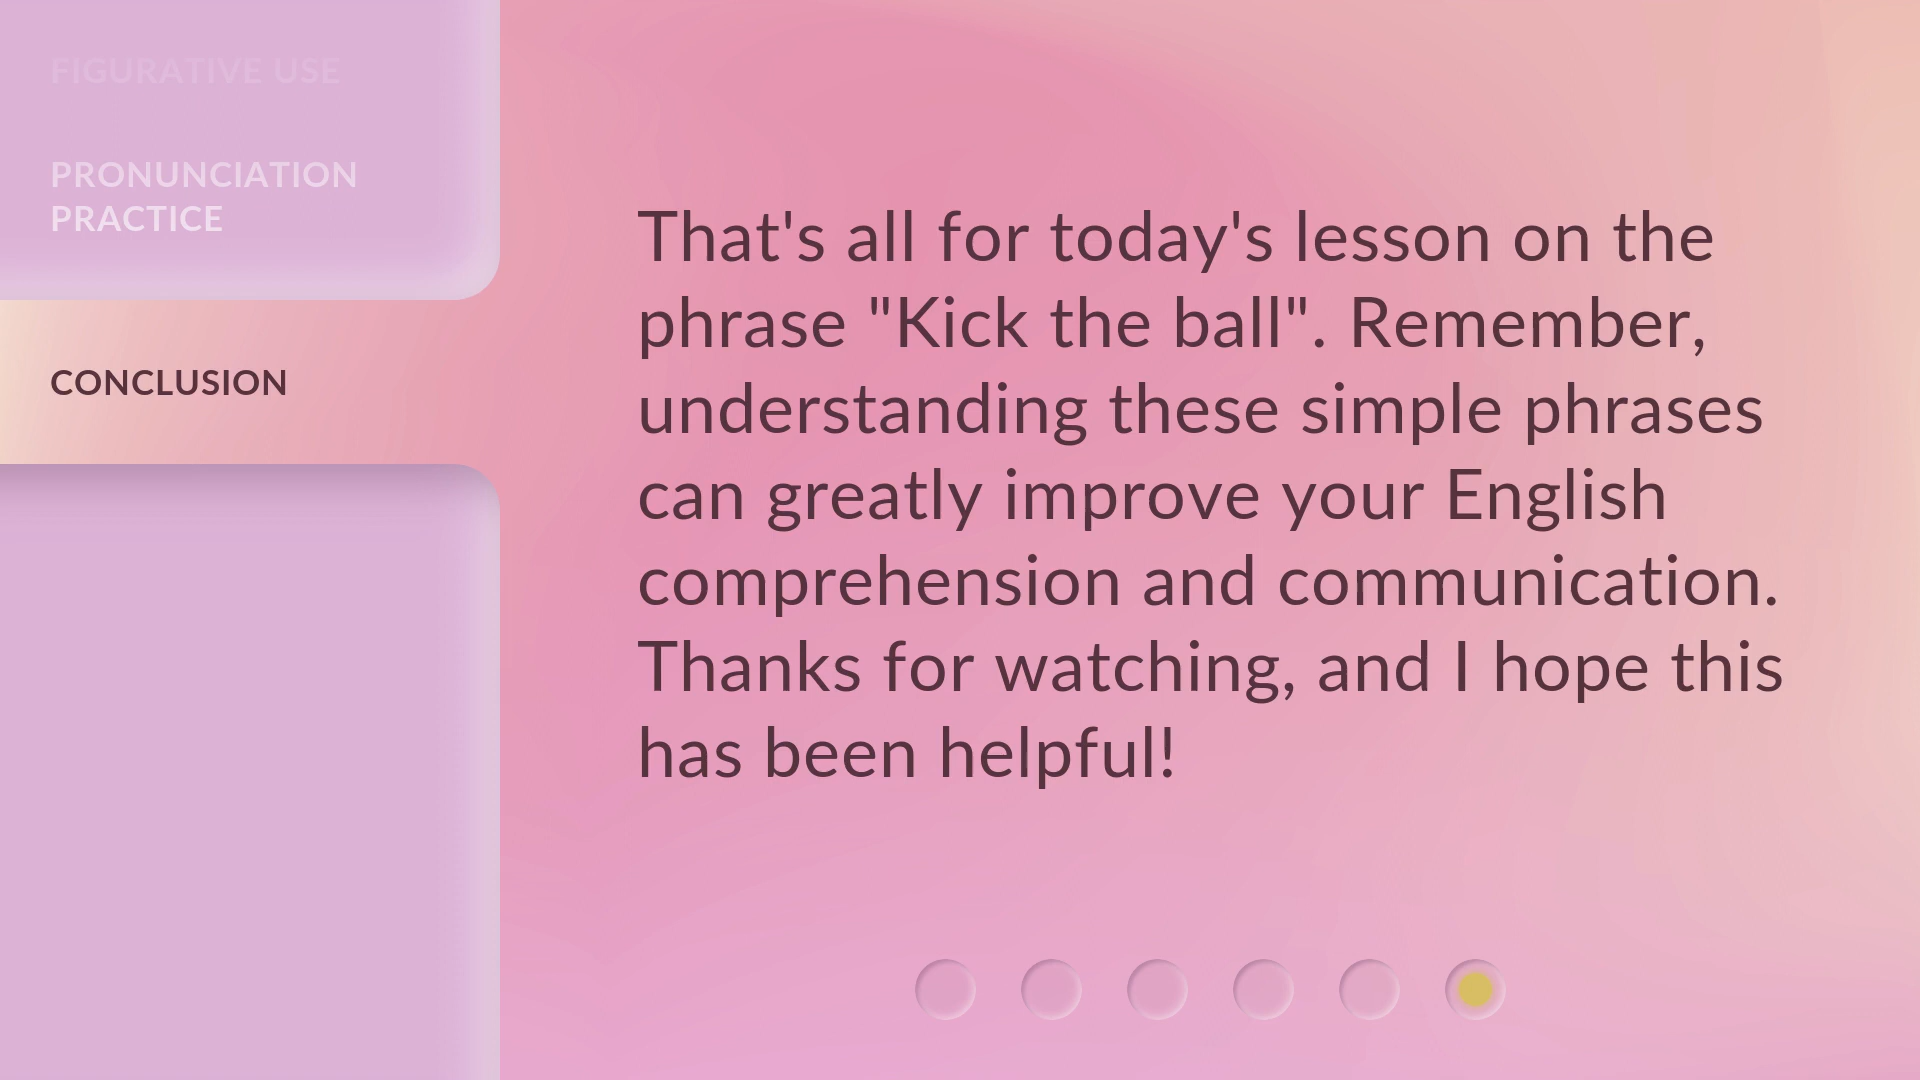 FIGURATIVE USE
PRONUNCIATION
PRACTICE
CONCLUSION
That's all for today's lesson on the
phrase "Kick the ball". Remember,
understanding these simple phrases
can greatly improve your English
comprehension and communication.
Thanks for watching, and I hope this
has been helpful!